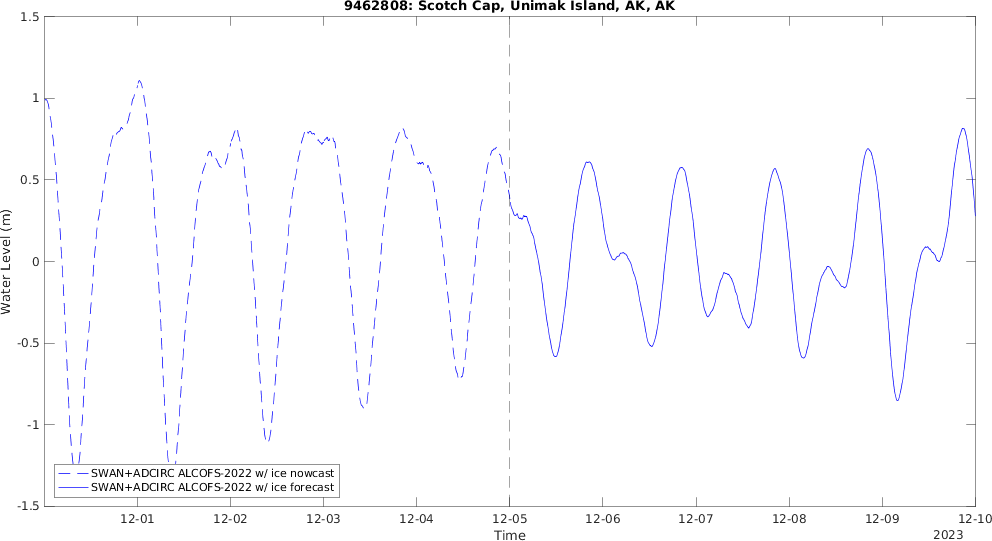 9462808: Scotch Cap, Unimak Island, AK, AK
1.5
1
0.5
0
-0.5
-1
-1.5
Water Level (m)
SWAN+ADCIRC ALCOFS-2022 w/ ice nowcast
SWAN+ADCIRC ALCOFS-2022 w/ ice forecast
12-01 12-02 12-03 12-04 12-05 12-06 12-07 12-08 12-09 12-10
Time
2023